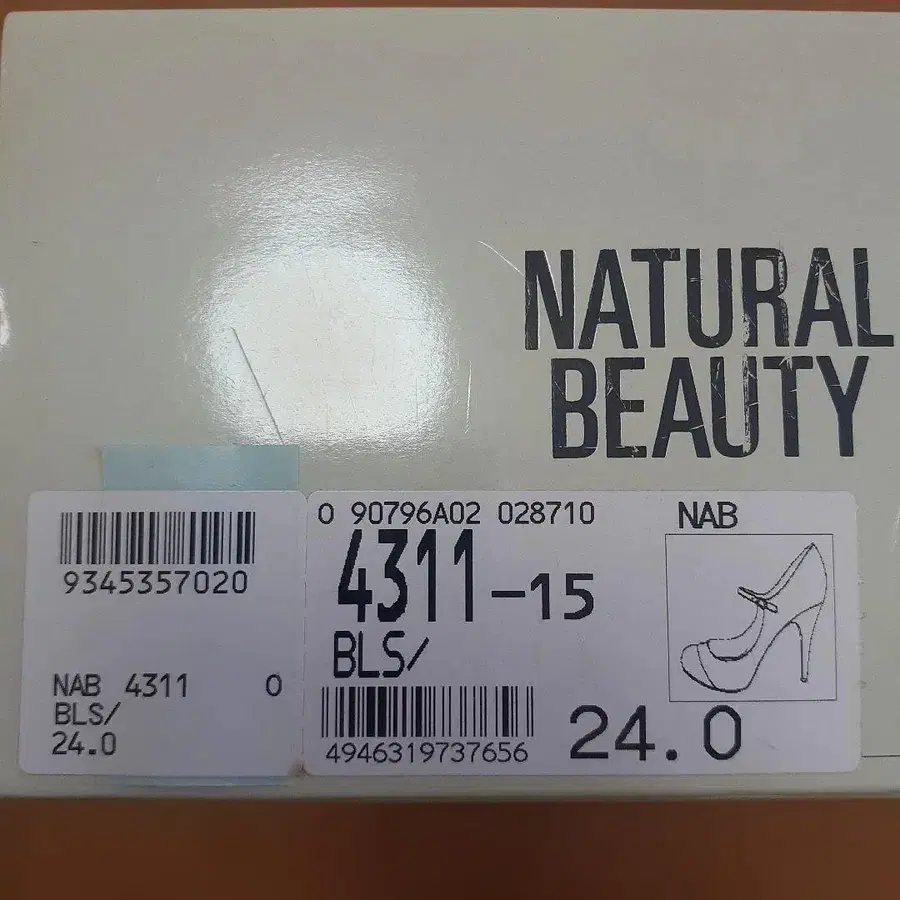 NATURAL
BEAUTY
9345357020
NAB 4311 0
BLS/
24.0
0 90796A02 028710
NAB
4311-15
BLS/
4946319737656
24.0